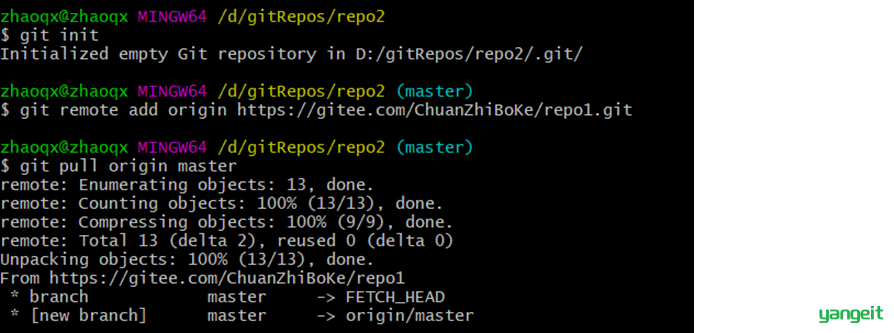 zhaoqx@zhaoqx MINGW64 /d/gitRepos/repo2
$ git init
Initialized empty Git repository in D:/gitRepos/repo2/.git/
zhaoqx@zhaoqx MINGW64 /d/gitRepos/repo2 (master)
$ git remote add origin https://gitee.com/ChuanZhiBoKe/repo1.git
zhaoqx@zhaoqx MINGW64 /d/gitRepos/repo2 (master)
$ git pull origin master
remote: Enumerating objects: 13, done.
remote: Counting objects: 100% (13/13), done.
remote: Compressing objects: 100% (9/9), done.
remote: Total 13 (delta 2), reused 0 (delta 0)
Unpacking objects: 100% (13/13), done.
From https://gitee.com/ChuanZhiBoKe/repo1
 * branch            master     -> FETCH_HEAD
 * [new branch]      master     -> origin/master
yangeit